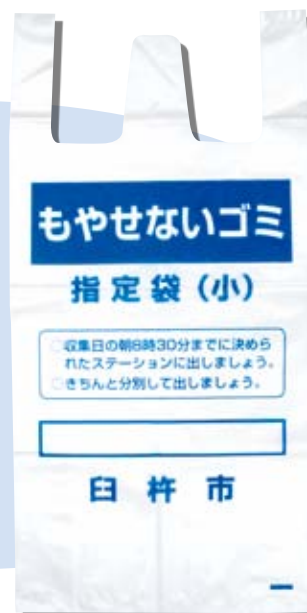 もやせないゴミ
指定袋（小）
○収集日の朝8時30分までに決めら
れたステーションに出しましょう。
○きちんと分別して出しましょう。
臼杵市